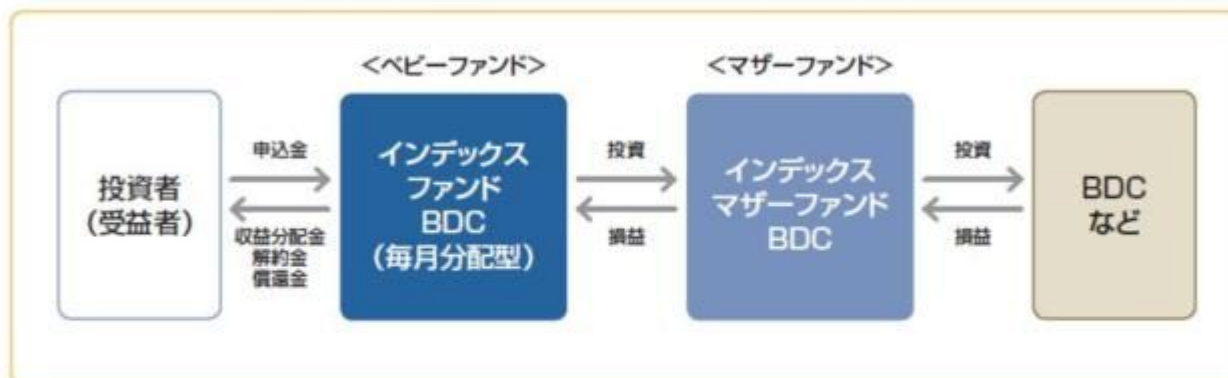 <ベビーファンド>
<マザーファンド>
投資者
(受益者)
申込金
収益分配金
解約金
償還金
インデックス
ファンド
BDC
(毎月分配型)
投資
損益
インデックス
マザーファンド
BDC
投資
損益
BDC
など